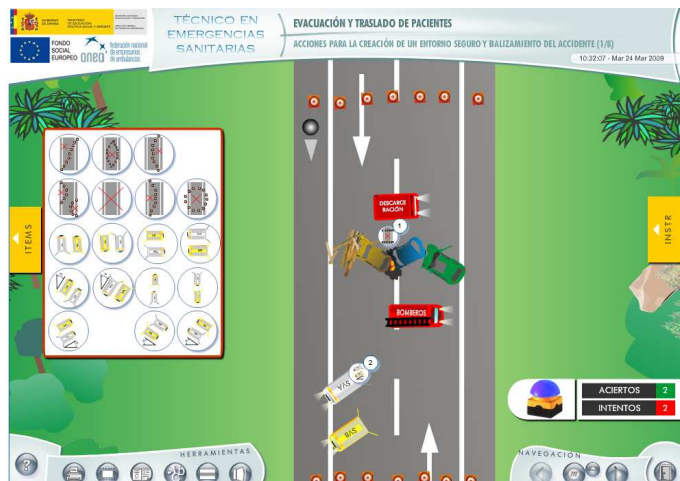 GOBIERNO
DE ESPAÑA
MINISTERIO
DE EDUCACIÓN,
POLÍTICA SOCIAL Y DEPORTE
FONDO
SOCIAL
EUROPEO
anea
federación nacional
de empresarios
de ambulancias
TÉCNICO EN
EMERGENCIAS
SANITARIAS
EVACUACIÓN Y TRASLADO DE PACIENTES
ACCIONES PARA LA CREACIÓN DE UN ENTORNO SEGURO Y BALIZAMIENTO DEL ACCIDENTE (1/8)
10:32:07 - Mar 24 Mar 2009
ITEMS
INSTR
DESCARCE
RACIÓN
1
BOMBEROS
2
SVA
SVB
ACIERTOS 2
INTENTOS 2
HERRAMIENTAS
NAVEGACIÓN
?